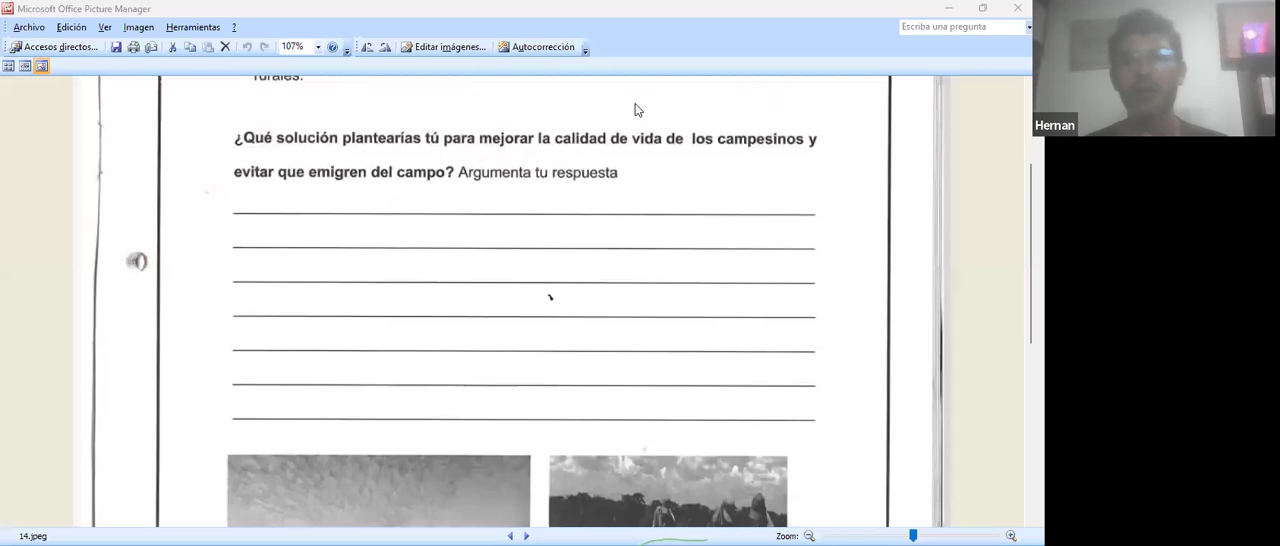 Microsoft Office Picture Manager
Archivo Edición Ver Imagen Herramientas ?
Escriba una pregunta
Accesos directos... 107% Editar imágenes... Autocorrección
rurales.
¿Qué solución plantearías tú para mejorar la calidad de vida de los campesinos y
evitar que emigren del campo? Argumenta tu respuesta
Hernan
14.jpeg
Zoom: